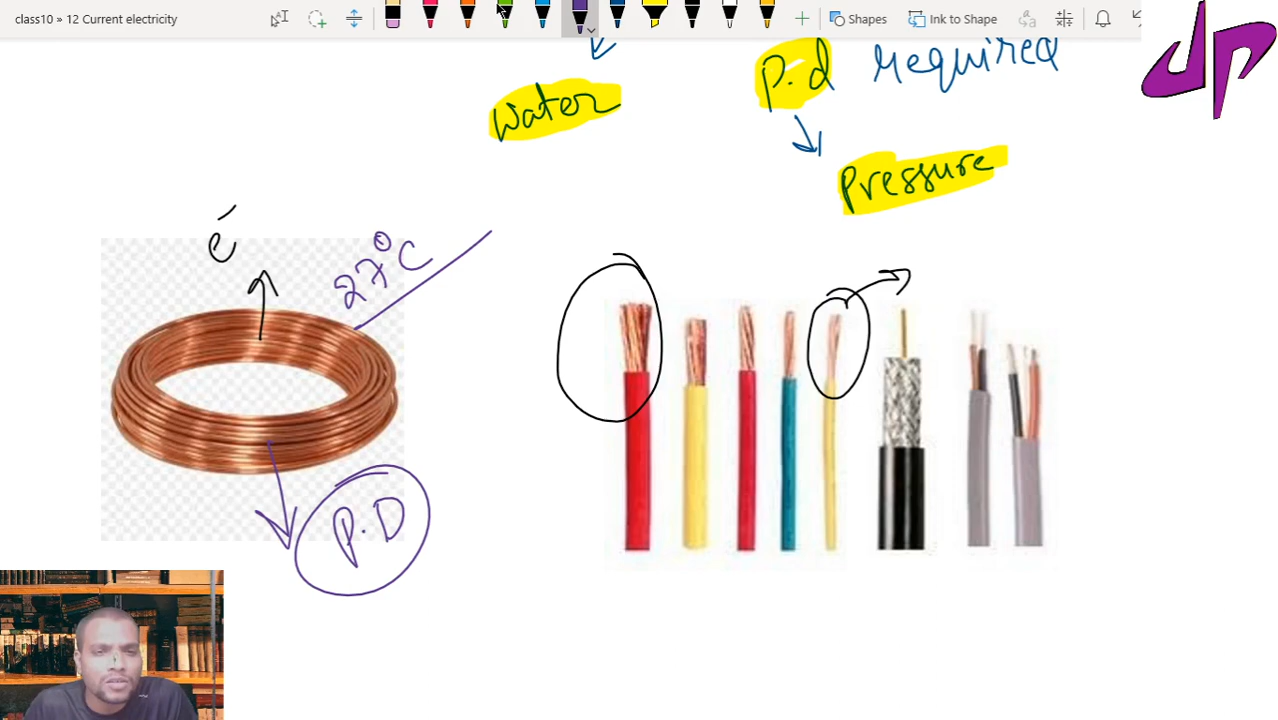 class10 » 12 Current electricity
Shapes
Ink to Shape
dp
P.d required
Water
Pressure
e-
27°C
P.D